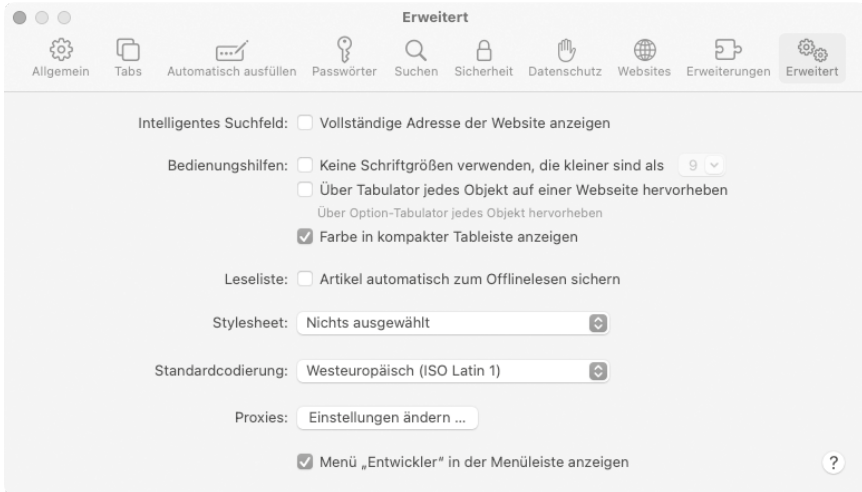 Erweitert
Allgemein Tabs Automatisch ausfüllen Passwörter Suchen Sicherheit Datenschutz Websites Erweiterungen Erweitert
Intelligentes Suchfeld: Vollständige Adresse der Website anzeigen
Bedienungshilfen: Keine Schriftgrößen verwenden, die kleiner sind als 9
Über Tabulator jedes Objekt auf einer Webseite hervorheben
Über Option-Tabulator jedes Objekt hervorheben
Farbe in kompakter Tableiste anzeigen
Leseliste: Artikel automatisch zum Offlinelesen sichern
Stylesheet: Nichts ausgewählt
Standardcodierung: Westeuropäisch (ISO Latin 1)
Proxies: Einstellungen ändern ...
Menü „Entwickler“ in der Menüleiste anzeigen ?